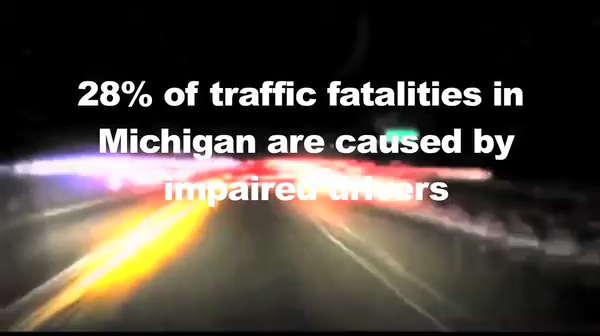 28% of traffic fatalities in
Michigan are caused by
impaired drivers